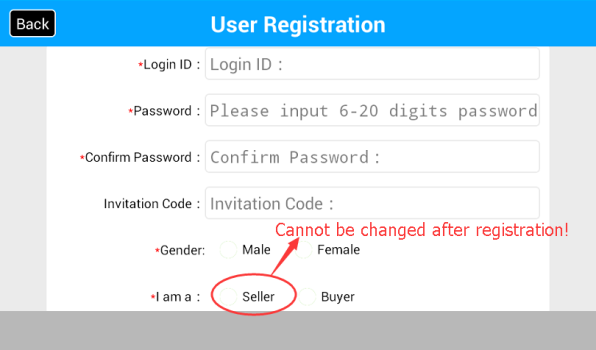 Back
User Registration
*Login ID : Login ID :
*Password : Please input 6-20 digits password
*Confirm Password : Confirm Password :
Invitation Code : Invitation Code :
Cannot be changed after registration!
*Gender: Male Female
*I am a : Seller Buyer